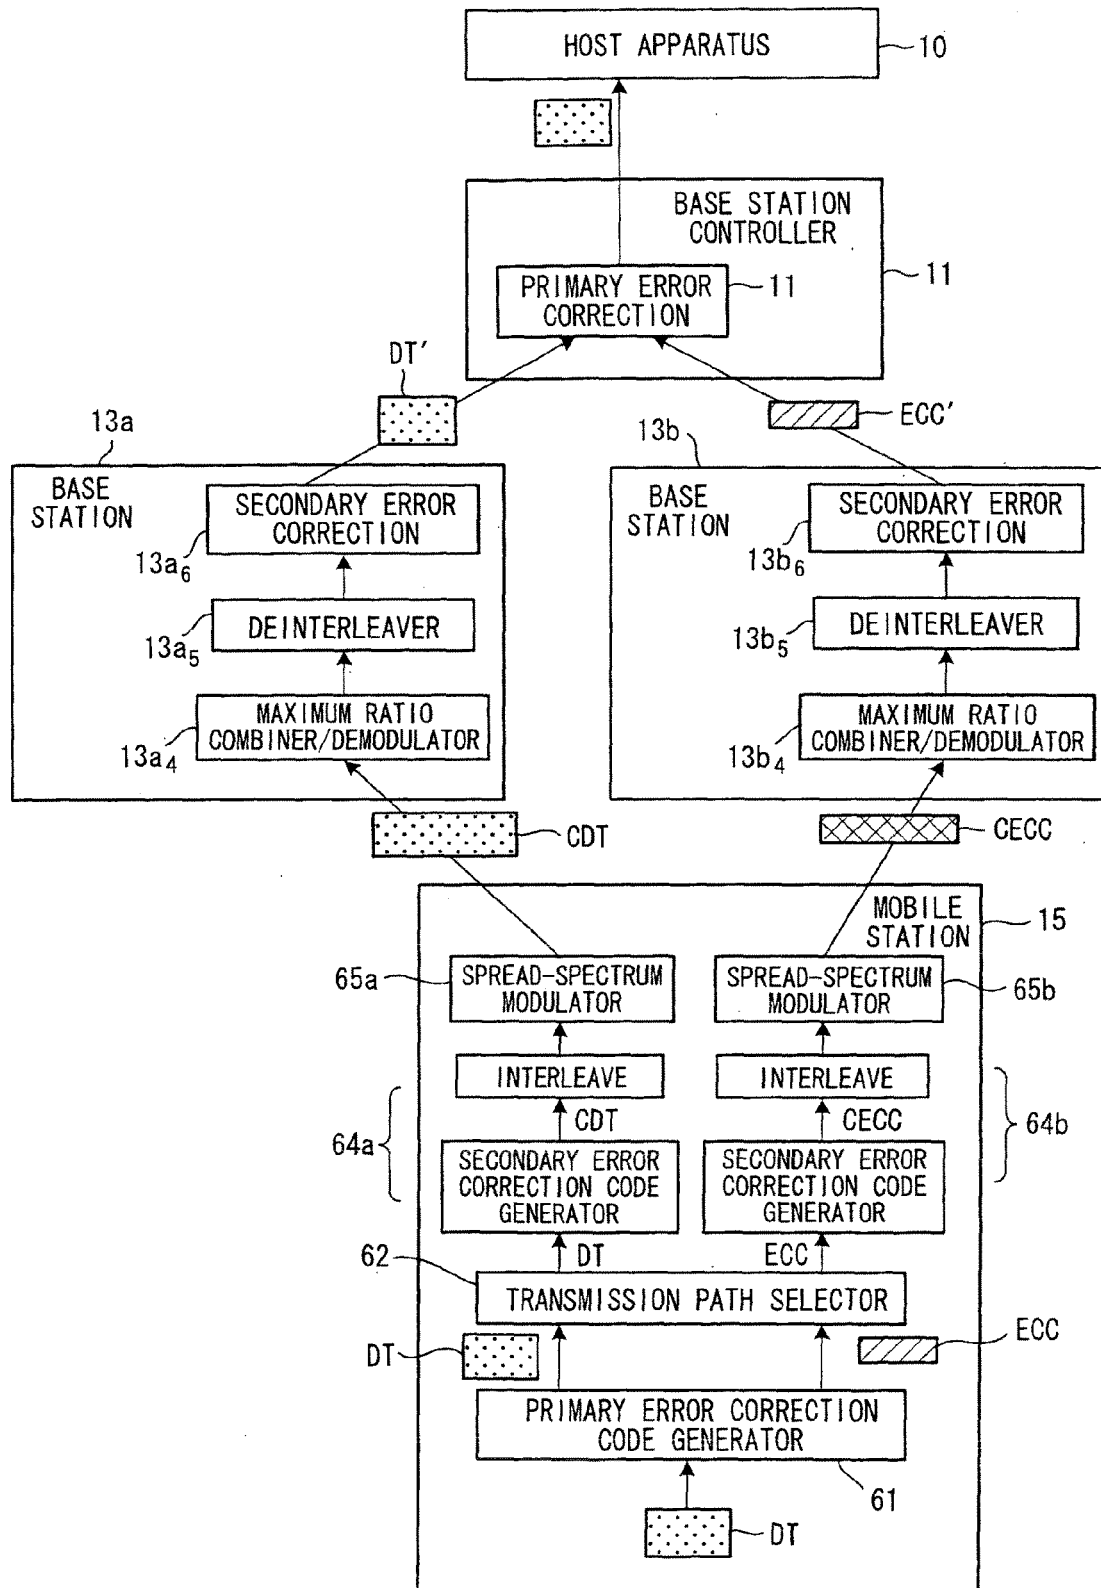 HOST APPARATUS
10
BASE STATION
CONTROLLER
11
PRIMARY ERROR
CORRECTION
11
DT'
ECC'
13a
BASE
STATION
SECONDARY ERROR
CORRECTION
13a6
DEINTERLEAVER
13a5
MAXIMUM RATIO
COMBINER/DEMODULATOR
13a4
13b
BASE
STATION
SECONDARY ERROR
CORRECTION
13b6
DEINTERLEAVER
13b5
MAXIMUM RATIO
COMBINER/DEMODULATOR
13b4
CDT
CECC
MOBILE
STATION
15
65a
SPREAD-SPECTRUM
MODULATOR
SPREAD-SPECTRUM
MODULATOR
65b
INTERLEAVE
INTERLEAVE
64a
CDT
CECC
64b
SECONDARY ERROR
CORRECTION CODE
GENERATOR
SECONDARY ERROR
CORRECTION CODE
GENERATOR
62
DT
ECC
TRANSMISSION PATH SELECTOR
DT
ECC
PRIMARY ERROR CORRECTION
CODE GENERATOR
61
DT